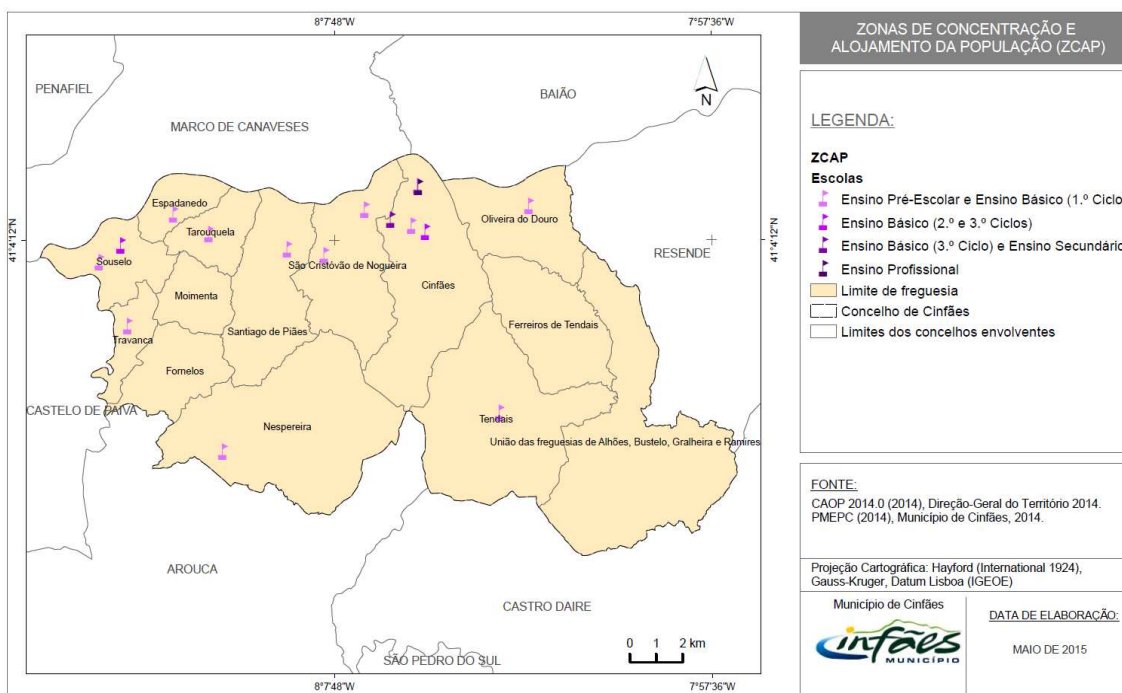 8°7'48"W
7°57'36"W
ZONAS DE CONCENTRAÇÃO E
ALOJAMENTO DA POPULAÇÃO (ZCAP)
PENAFIEL
MARCO DE CANAVESES
BAIÃO
N
LEGENDA:
ZCAP
Escolas
Ensino Pré-Escolar e Ensino Básico (1.º Ciclo
Ensino Básico (2.º e 3.º Ciclos)
Ensino Básico (3.º Ciclo) e Ensino Secundário
Ensino Profissional
Limite de freguesia
Concelho de Cinfães
Limites dos concelhos envolventes
41°4'12"N
41°4'12"N
Espadanedo
Tarouquela
Oliveira do Douro
RESENDE
Souselo
São Cristóvão de Nogueira
Moimenta
Cinfães
Travanca
Santiago de Piães
Ferreiros de Tendais
Fornelos
CASTELO DE PAIVA
Nespereira
Tendais
União das freguesias de Alhões, Bustelo, Gralheira e Ramires
FONTE:
CAOP 2014.0 (2014), Direção-Geral do Território 2014.
PMEPC (2014), Município de Cinfães, 2014.
AROUCA
CASTRO DAIRE
SÃO PEDRO DO SUL
0 1 2 km
Projeção Cartográfica: Hayford (International 1924),
Gauss-Kruger, Datum Lisboa (IGEOE)
Município de Cinfães
cinfães
MUNICÍPIO
DATA DE ELABORAÇÃO:
MAIO DE 2015
8°7'48"W
7°57'36"W